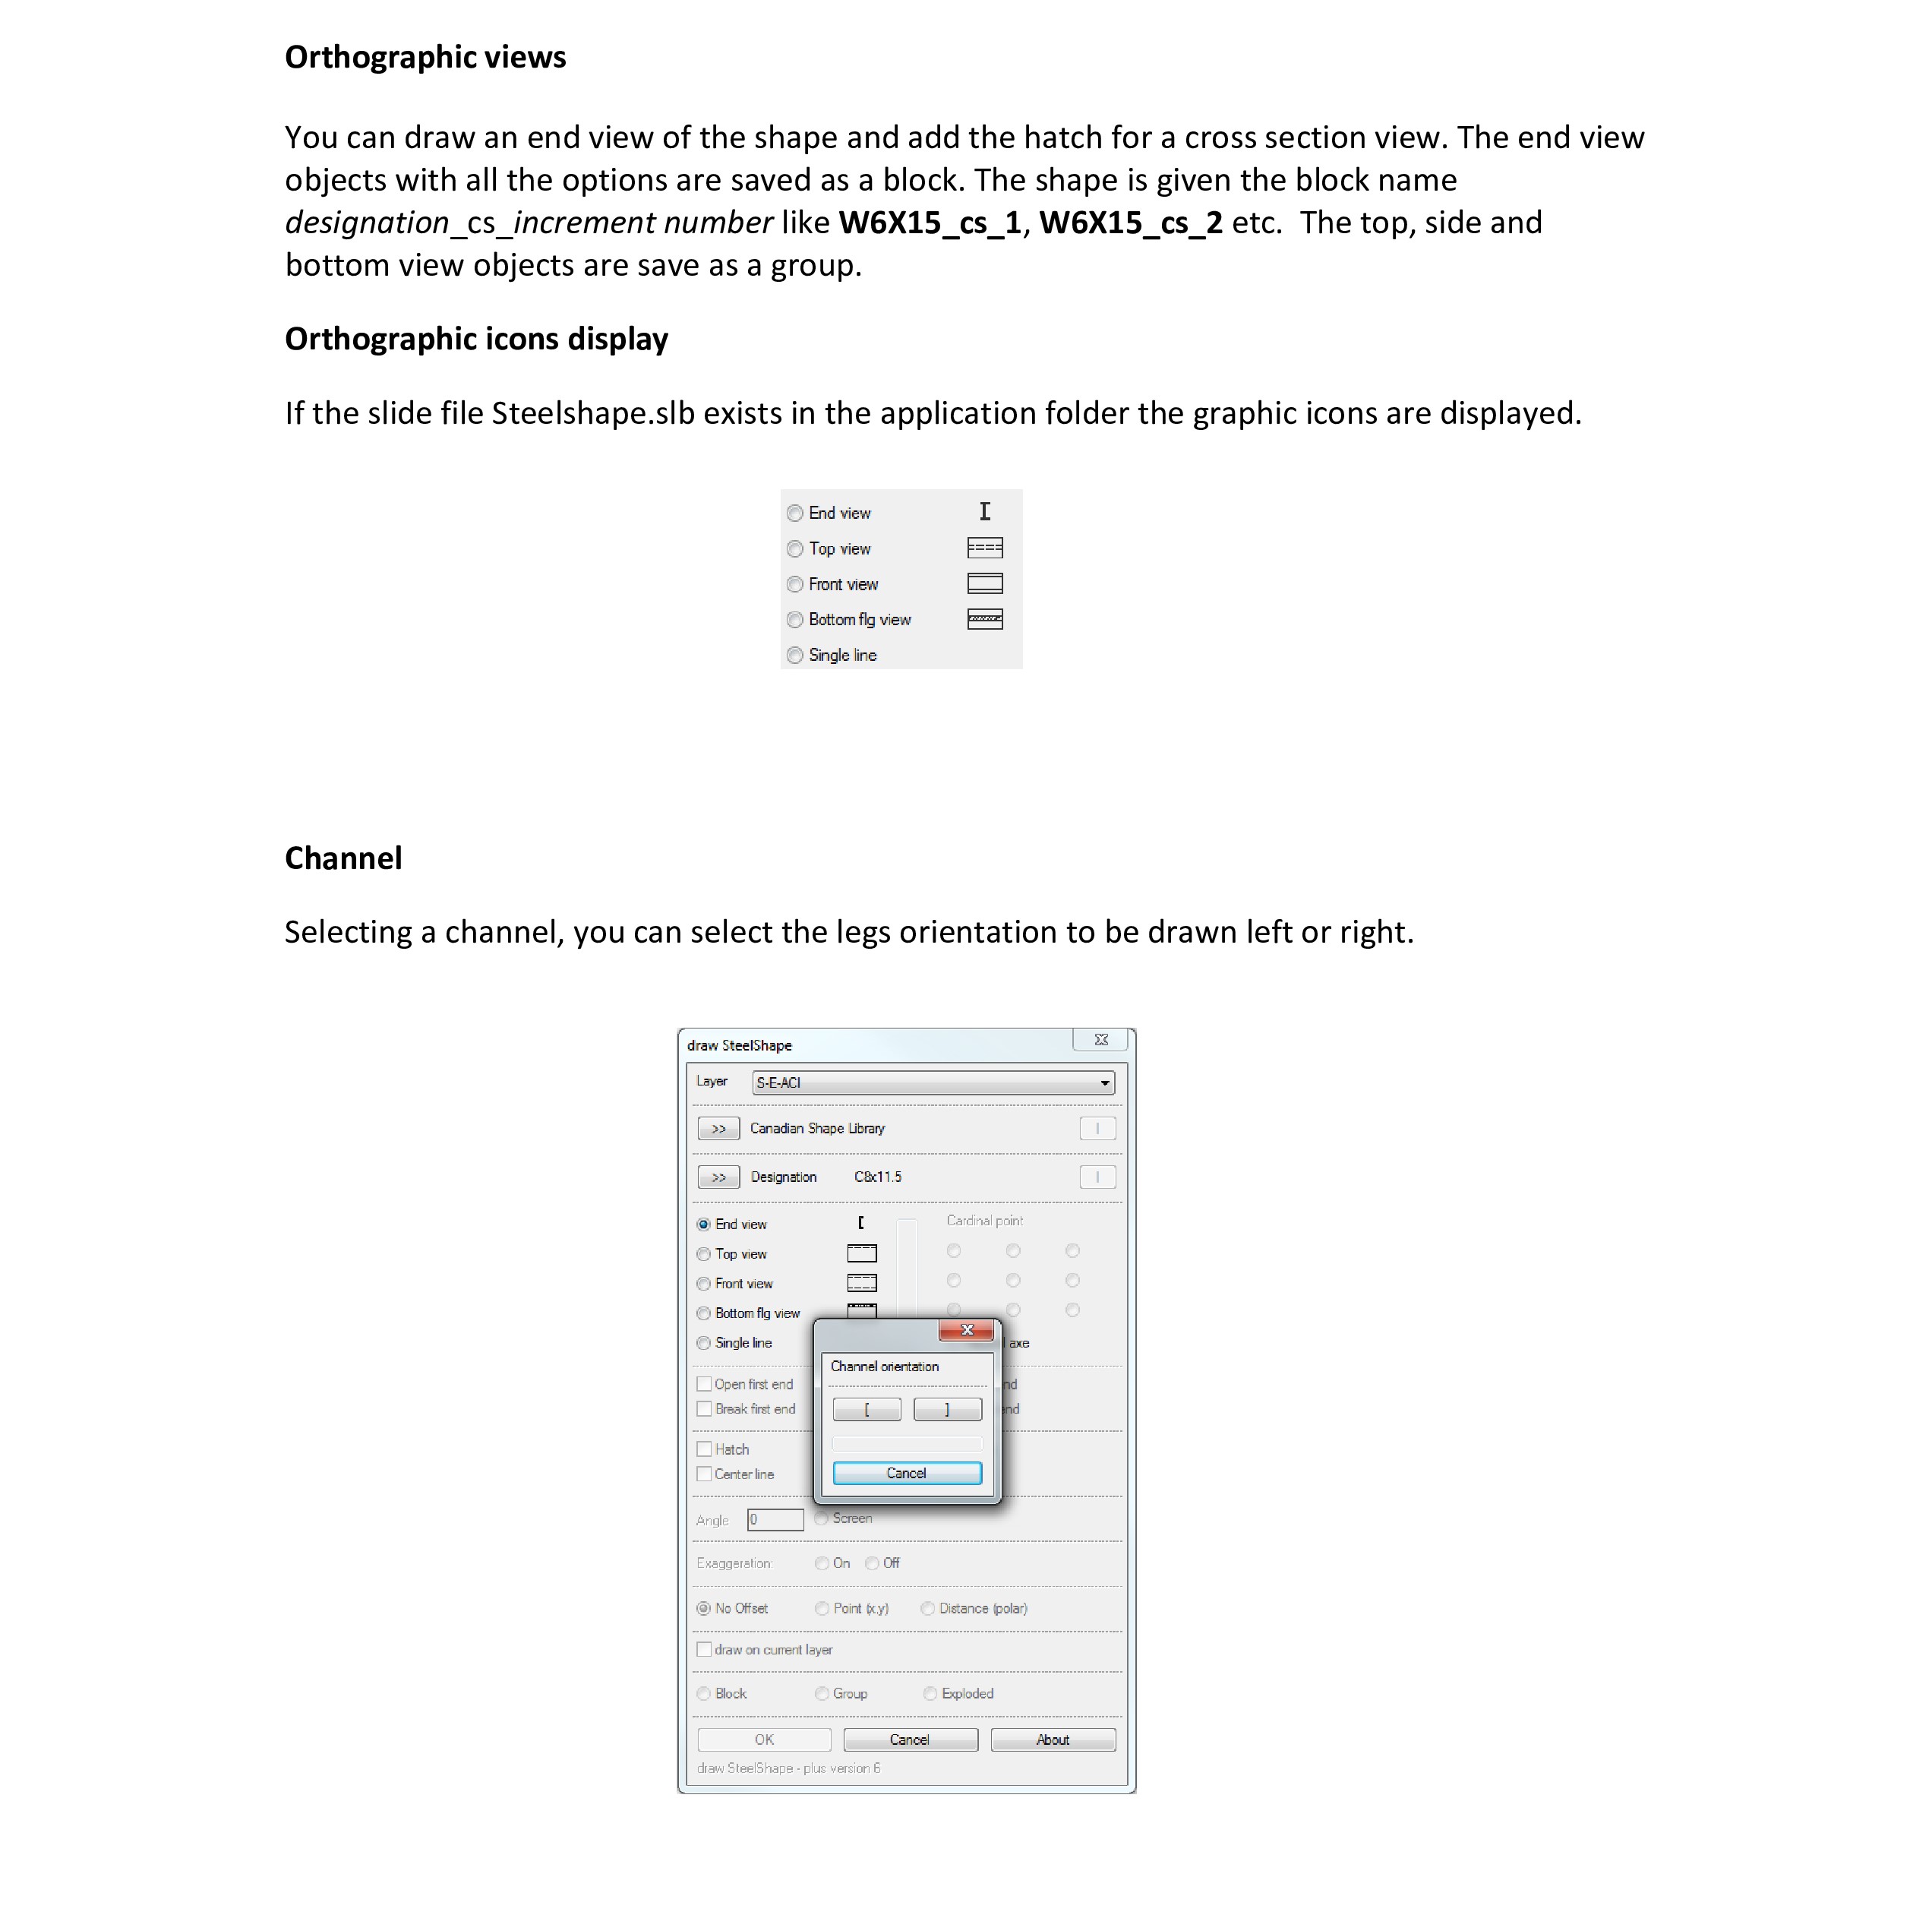 Orthographic views
You can draw an end view of the shape and add the hatch for a cross section view. The end view
objects with all the options are saved as a block. The shape is given the block name
designation_cs_increment number like W6X15_cs_1, W6X15_cs_2 etc.  The top, side and
bottom view objects are save as a group.
Orthographic icons display
If the slide file Steelshape.slb exists in the application folder the graphic icons are displayed.
End view
Top view
Front view
Bottom flg view
Single line
Channel
Selecting a channel, you can select the legs orientation to be drawn left or right.
draw SteelShape
Layer S-E-ACI
>> Canadian Shape Library I
>> Designation C8x11.5 I
End view Cardinal point
Top view
Front view
Bottom flg view
Single line axe
Channel orientation
[ ]
Cancel
Open first end nd
Break first end end
Hatch
Center line
Angle 0 Screen
Exaggeration: On Off
No Offset Point (x,y) Distance (polar)
draw on current layer
Block Group Exploded
OK Cancel About
draw SteelShape - plus version 6